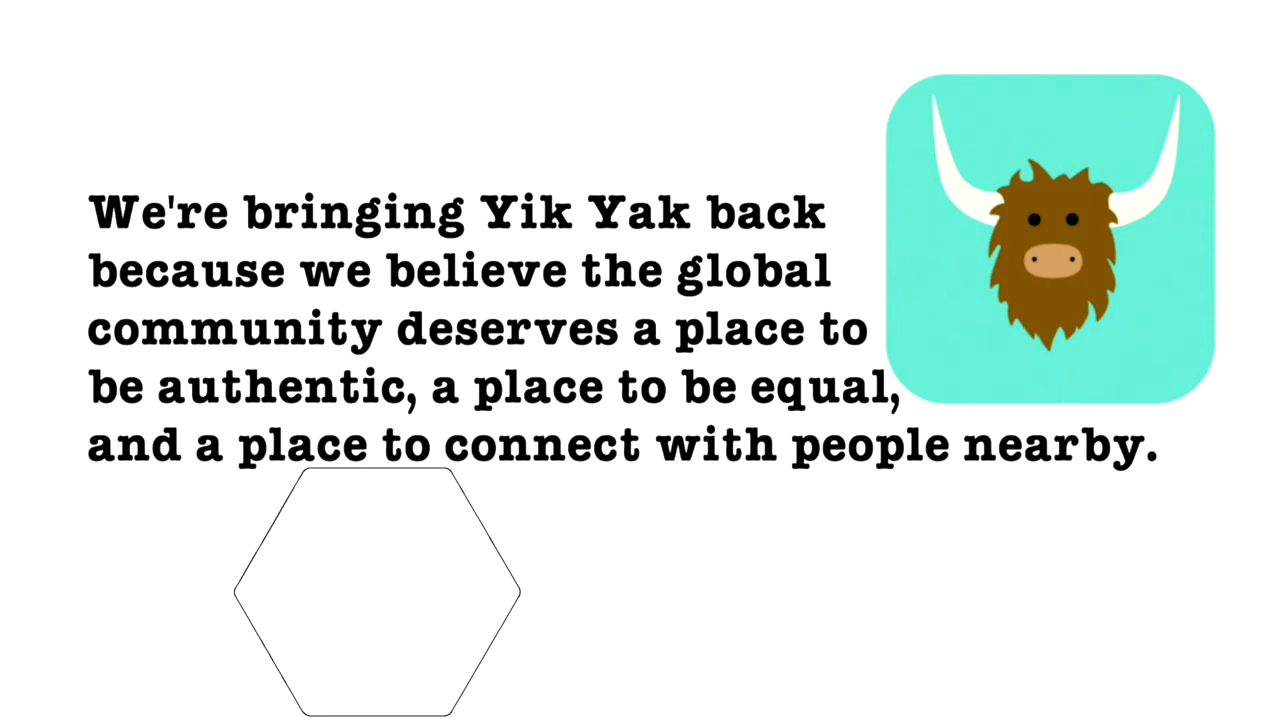 We're bringing Yik Yak back
because we believe the global
community deserves a place to
be authentic, a place to be equal,
and a place to connect with people nearby.